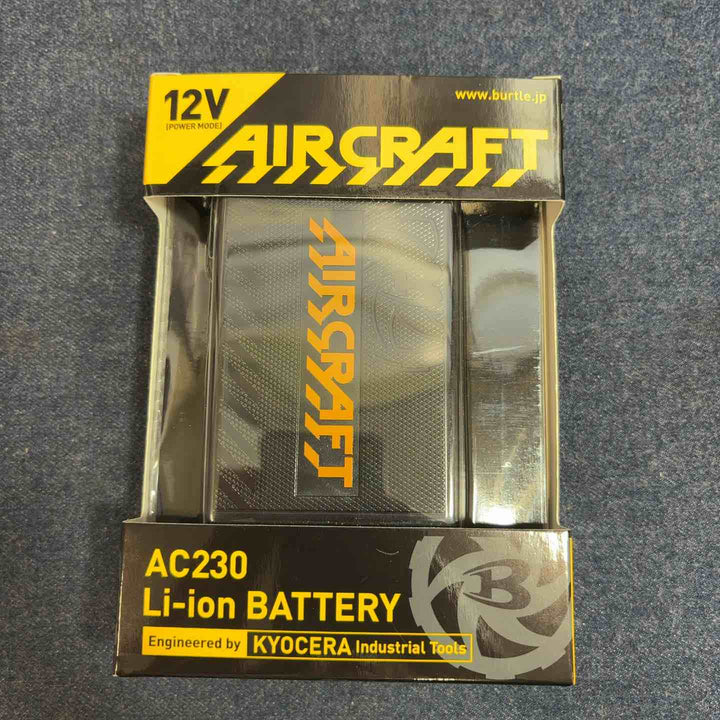 12V
[POWER MODE]
www.burtle.jp
AIRCRAFT
AIRCRAFT
AC230
Li-ion BATTERY
Engineered by KYOCERA Industrial Tools
B